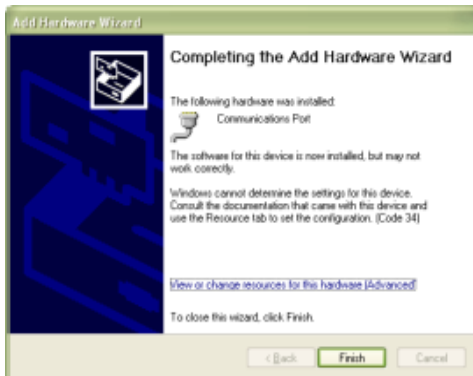 Add Hardware Wizard
Completing the Add Hardware Wizard
The following hardware was installed:
Communications Port
The software for this device is now installed, but may not
work correctly.
Windows cannot determine the settings for this device.
Consult the documentation that came with this device and
use the Resource tab to set the configuration. (Code 34)
View or change resources for this hardware (Advanced)
To close this wizard, click Finish.
< Back
Finish
Cancel